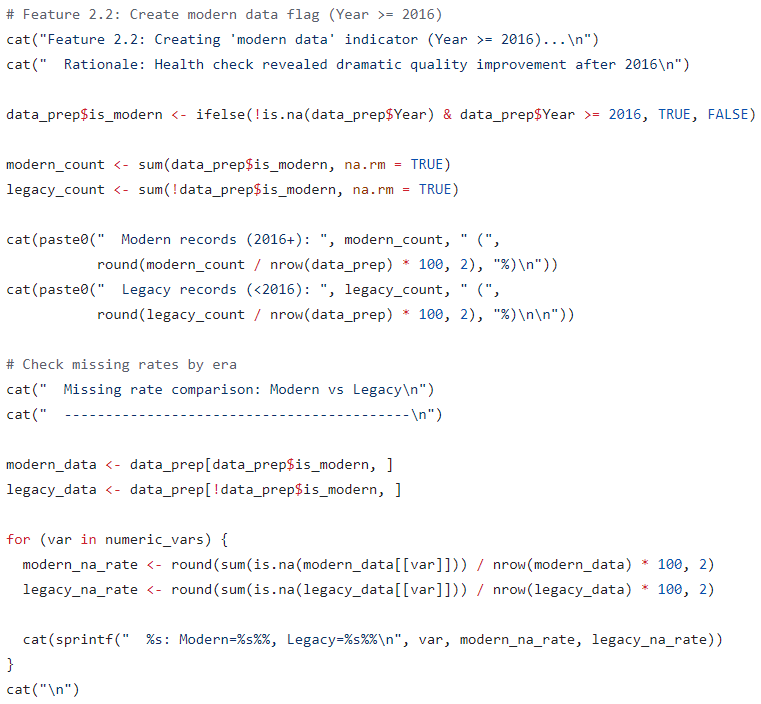 # Feature 2.2: Create modern data flag (Year >= 2016)
cat("Feature 2.2: Creating 'modern data' indicator (Year >= 2016)...\n")
cat("  Rationale: Health check revealed dramatic quality improvement after 2016\n")

data_prep$is_modern <- ifelse(!is.na(data_prep$Year) & data_prep$Year >= 2016, TRUE, FALSE)

modern_count <- sum(data_prep$is_modern, na.rm = TRUE)
legacy_count <- sum(!data_prep$is_modern, na.rm = TRUE)

cat(paste0("  Modern records (2016+): ", modern_count, " (",
           round(modern_count / nrow(data_prep) * 100, 2), "%)\n"))
cat(paste0("  Legacy records (<2016): ", legacy_count, " (",
           round(legacy_count / nrow(data_prep) * 100, 2), "%)\n\n"))

# Check missing rates by era
cat("  Missing rate comparison: Modern vs Legacy\n")
cat("  ------------------------------------------\n")

modern_data <- data_prep[data_prep$is_modern, ]
legacy_data <- data_prep[!data_prep$is_modern, ]

for (var in numeric_vars) {
  modern_na_rate <- round(sum(is.na(modern_data[[var]])) / nrow(modern_data) * 100, 2)
  legacy_na_rate <- round(sum(is.na(legacy_data[[var]])) / nrow(legacy_data) * 100, 2)

  cat(sprintf("  %s: Modern=%s%%, Legacy=%s%%\n", var, modern_na_rate, legacy_na_rate))
}
cat("\n")